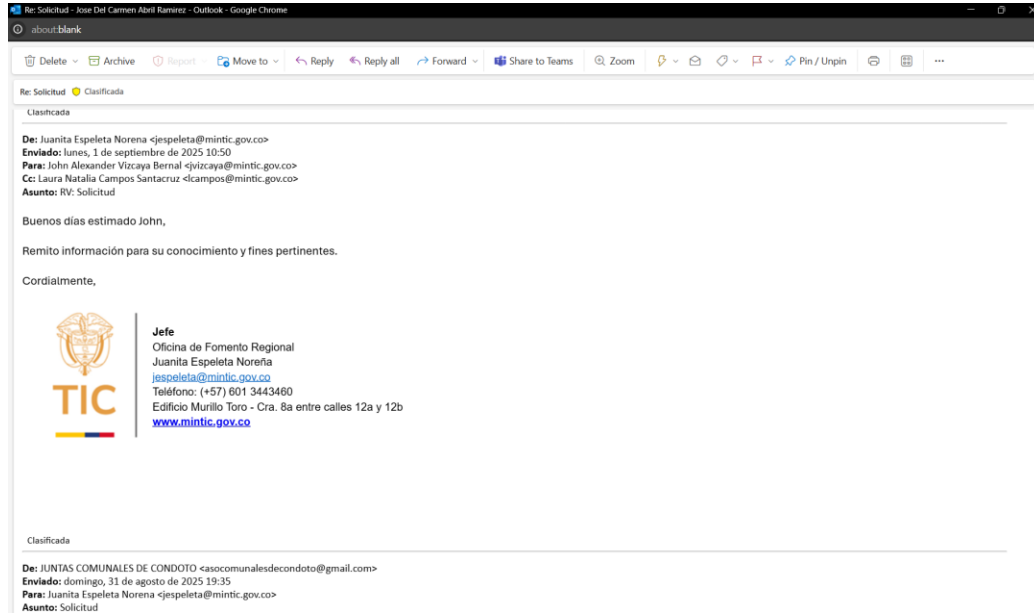 Re: Solicitud - Jose Del Carmen Abril Ramirez - Outlook - Google Chrome
about:blank
Delete Archive Report Move to Reply Reply all Forward Share to Teams Zoom Pin / Unpin ...
Re: Solicitud Clasificada
Clasificada
De: Juanita Espeleta Norena <jespeleta@mintic.gov.co>
Enviado: lunes, 1 de septiembre de 2025 10:50
Para: John Alexander Vizcaya Bernal <jvizcaya@mintic.gov.co>
Cc: Laura Natalia Campos Santacruz <lcampos@mintic.gov.co>
Asunto: RV: Solicitud
Buenos días estimado John,
Remito información para su conocimiento y fines pertinentes.
Cordialmente,
TIC
Jefe
Oficina de Fomento Regional
Juanita Espeleta Noreña
jespeleta@mintic.gov.co
Teléfono: (+57) 601 3443460
Edificio Murillo Toro - Cra. 8a entre calles 12a y 12b
www.mintic.gov.co
Clasificada
De: JUNTAS COMUNALES DE CONDOTO <asocomunalesdecondoto@gmail.com>
Enviado: domingo, 31 de agosto de 2025 19:35
Para: Juanita Espeleta Norena <jespeleta@mintic.gov.co>
Asunto: Solicitud